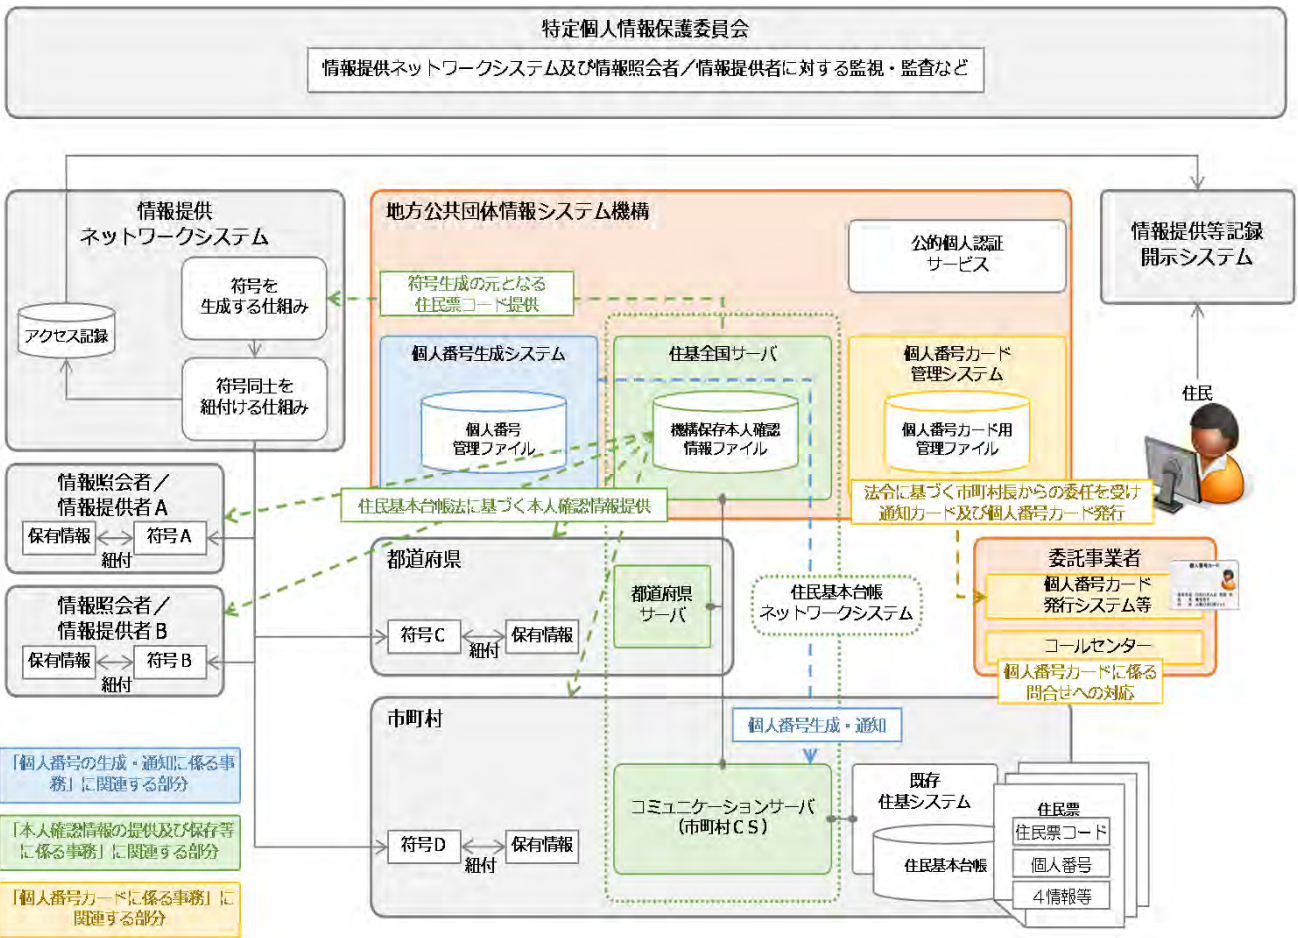 特定個人情報保護委員会
情報提供ネットワークシステム及び情報照会者／情報提供者に対する監視・監査など
情報提供
ネットワークシステム
符号を
生成する仕組み
アクセス記録
符号同士を
紐付ける仕組み
地方公共団体情報システム機構
公的個人認証
サービス
符号生成の元となる
住民票コード提供
個人番号生成システム
個人番号
管理ファイル
住基全国サーバ
機構保存本人確認
情報ファイル
個人番号カード
管理システム
個人番号カード用
管理ファイル
情報提供等記録
開示システム
住民
情報照会者／
情報提供者A
保有情報
符号A
紐付
情報照会者／
情報提供者B
保有情報
符号B
紐付
住民基本台帳法に基づく本人確認情報提供
法令に基づく市町村長からの委任を受け
通知カード及び個人番号カード発行
都道府県
都道府県
サーバ
符号C
保有情報
紐付
住民基本台帳
ネットワークシステム
委託事業者
個人番号カード
発行システム等
個人番号カード
コールセンター
個人番号カードに係る
問合せへの対応
市町村
個人番号生成・通知
コミュニケーションサーバ
（市町村CS）
既存
住基システム
住民基本台帳
住民票
住民票コード
個人番号
４情報等
符号D
保有情報
紐付
「個人番号の生成・通知に係る事
務」に関連する部分
「本人確認情報の提供及び保存等
に係る事務」に関連する部分
「個人番号カードに係る事務」に
関連する部分